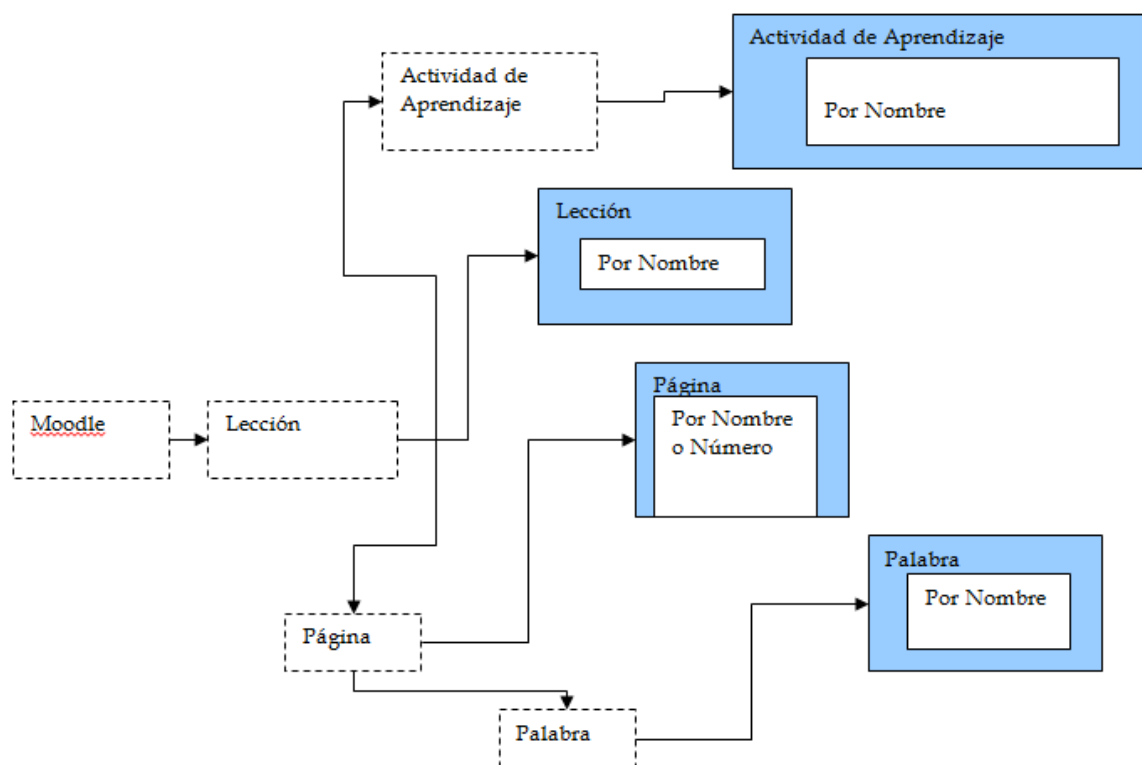 Actividad de Aprendizaje
Por Nombre
Actividad de
Aprendizaje
Lección
Por Nombre
Página
Por Nombre
o Número
Moodle
Lección
Palabra
Por Nombre
Página
Palabra